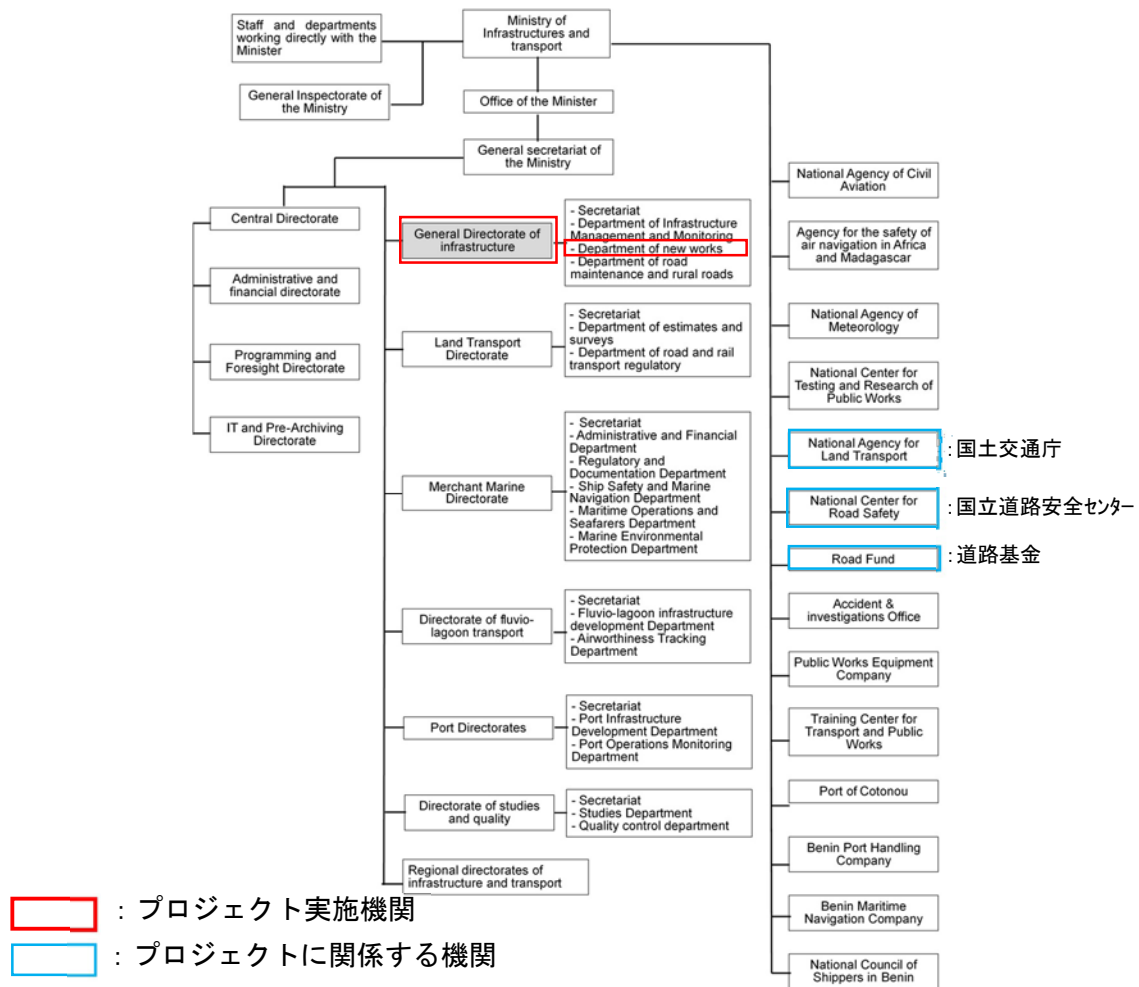 Staff and departments
working directly with the
Minister
Ministry of
Infrastructures and
transport
General Inspectorate of
the Ministry
Office of the Minister
General secretariat of
the Ministry
Central Directorate
Administrative and
financial directorate
Programming and
Foresight Directorate
IT and Pre-Archiving
Directorate
General Directorate of
infrastructure
- Secretariat
- Department of Infrastructure
Management and Monitoring
- Department of new works
- Department of road
maintenance and rural roads
Land Transport
Directorate
- Secretariat
- Department of estimates and
surveys
- Department of road and rail
transport regulatory
Merchant Marine
Directorate
- Secretariat
- Administrative and Financial
Department
- Regulatory and
Documentation Department
- Ship Safety and Marine
Navigation Department
- Maritime Operations and
Seafarers Department
- Marine Environmental
Protection Department
Directorate of fluvio-
lagoon transport
- Secretariat
- Fluvio-lagoon infrastructure
development Department
- Airworthiness Tracking
Department
Port Directorates
- Secretariat
- Port Infrastructure
Development Department
- Port Operations Monitoring
Department
Directorate of studies
and quality
- Secretariat
- Studies Department
- Quality control department
Regional directorates of
infrastructure and transport
National Agency of Civil
Aviation
Agency for the safety of
air navigation in Africa
and Madagascar
National Agency of
Meteorology
National Center for
Testing and Research of
Public Works
National Agency for
Land Transport
:国土交通庁
National Center for
Road Safety
:国立道路安全センター
Road Fund
:道路基金
Accident &
investigations Office
Public Works Equipment
Company
Training Center for
Transport and Public
Works
Port of Cotonou
Benin Port Handling
Company
Benin Maritime
Navigation Company
National Council of
Shippers in Benin
:プロジェクト実施機関
:プロジェクトに関係する機関